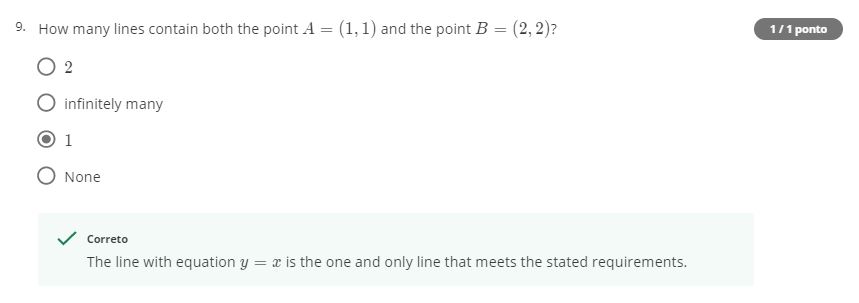 9. How many lines contain both the point A = (1, 1) and the point B = (2, 2)?
1 / 1 ponto
2
infinitely many
1
None
Correto
The line with equation y = x is the one and only line that meets the stated requirements.